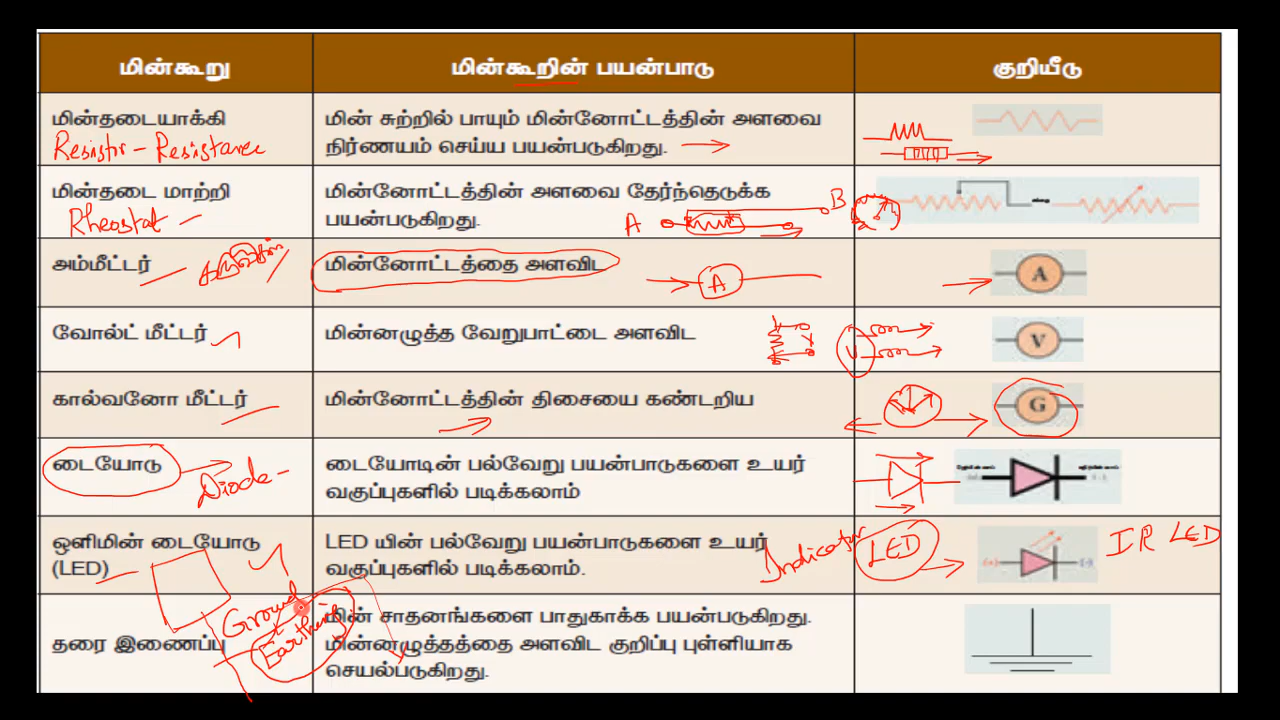 மின்கூறு மின்கூறின் பயன்பாடு குறியீடு
மின்தடையாக்கி
Resistor - Resistance
மின் சுற்றில் பாயும் மின்னோட்டத்தின் அளவை
நிர்ணயம் செய்ய பயன்படுகிறது.
மின்தடை மாற்றி
Rheostat -
மின்னோட்டத்தின் அளவை தேர்ந்தெடுக்க
பயன்படுகிறது.
A B
அம்மீட்டர்
மின்னோட்டத்தை அளவிட
A
A
வோல்ட் மீட்டர்
மின்னழுத்த வேறுபாட்டை அளவிட
V
V
கால்வனோ மீட்டர்
மின்னோட்டத்தின் திசையை கண்டறிய
G
டையோடு
Diode -
டையோடின் பல்வேறு பயன்பாடுகளை உயர்
வகுப்புகளில் படிக்கலாம்
ஒளிமின் டையோடு
(LED)
LED யின் பல்வேறு பயன்பாடுகளை உயர்
வகுப்புகளில் படிக்கலாம்.
Indicator LED
(+) (-)
IR LED
தரை இணைப்பு
Ground
Earthing
மின் சாதனங்களை பாதுகாக்க பயன்படுகிறது.
மின்னழுத்தத்தை அளவிட குறிப்பு புள்ளியாக
செயல்படுகிறது.